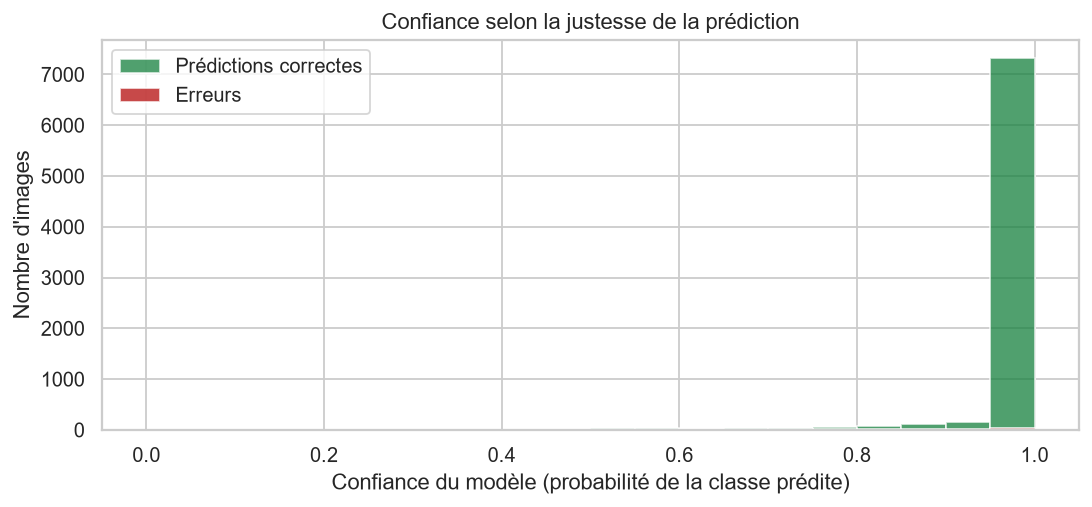 Confiance selon la justesse de la prédiction
Prédictions correctes
Erreurs
Nombre d'images
7000
6000
5000
4000
3000
2000
1000
0
0.0 0.2 0.4 0.6 0.8 1.0
Confiance du modèle (probabilité de la classe prédite)